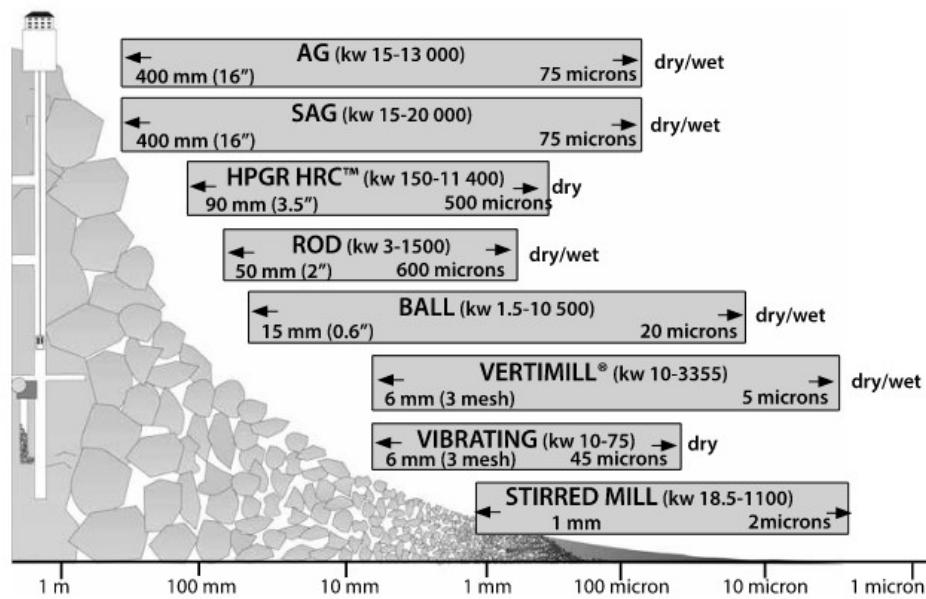 AG (kw 15-13 000)
400 mm (16”) 75 microns
dry/wet
SAG (kw 15-20 000)
400 mm (16”) 75 microns
dry/wet
HPGR HRC™ (kw 150-11 400)
90 mm (3.5”) 500 microns
dry
ROD (kw 3-1500)
50 mm (2”) 600 microns
dry/wet
BALL (kw 1.5-10 500)
15 mm (0.6”) 20 microns
dry/wet
VERTIMILL® (kw 10-3355)
6 mm (3 mesh) 5 microns
dry/wet
VIBRATING (kw 10-75)
6 mm (3 mesh) 45 microns
dry
STIRRED MILL (kw 18.5-1100)
1 mm 2microns
1 m 100 mm 10 mm 1 mm 100 micron 10 micron 1 micron